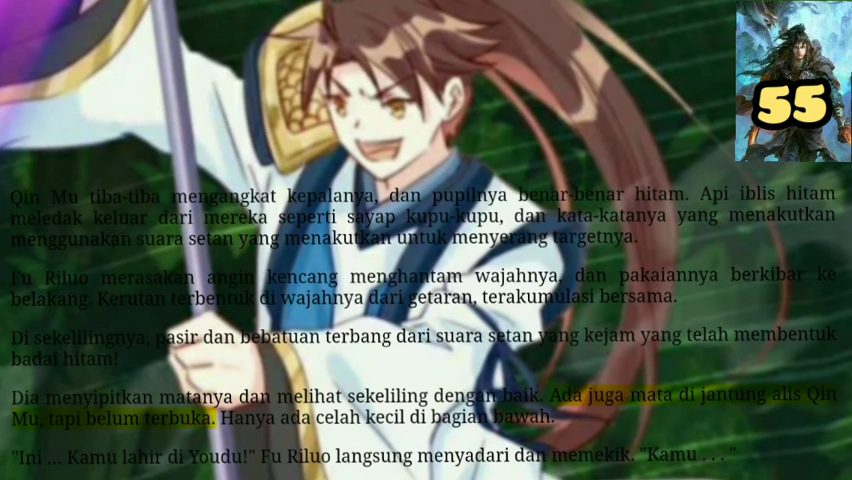 55
Qin Mu tiba-tiba mengangkat kepalanya, dan pupilnya benar-benar hitam. Api iblis hitam
meledak keluar dari mereka seperti sayap kupu-kupu, dan kata-katanya yang menakutkan
menggunakan suara setan yang menakutkan untuk menyerang targetnya.
Fu Riluo merasakan angin kencang menghantam wajahnya, dan pakaiannya berkibar ke
belakang. Kerutan terbentuk di wajahnya dari getaran, terakumulasi bersama.
Di sekelilingnya, pasir dan bebatuan terbang dari suara setan yang kejam yang telah membentuk
badai hitam!
Dia menyipitkan matanya dan melihat sekeliling dengan baik. Ada juga mata di jantung alis Qin
Mu, tapi belum terbuka. Hanya ada celah kecil di bagian bawah.
"Ini ... Kamu lahir di Youdu!" Fu Riluo langsung menyadari dan memekik. "Kamu . . . "